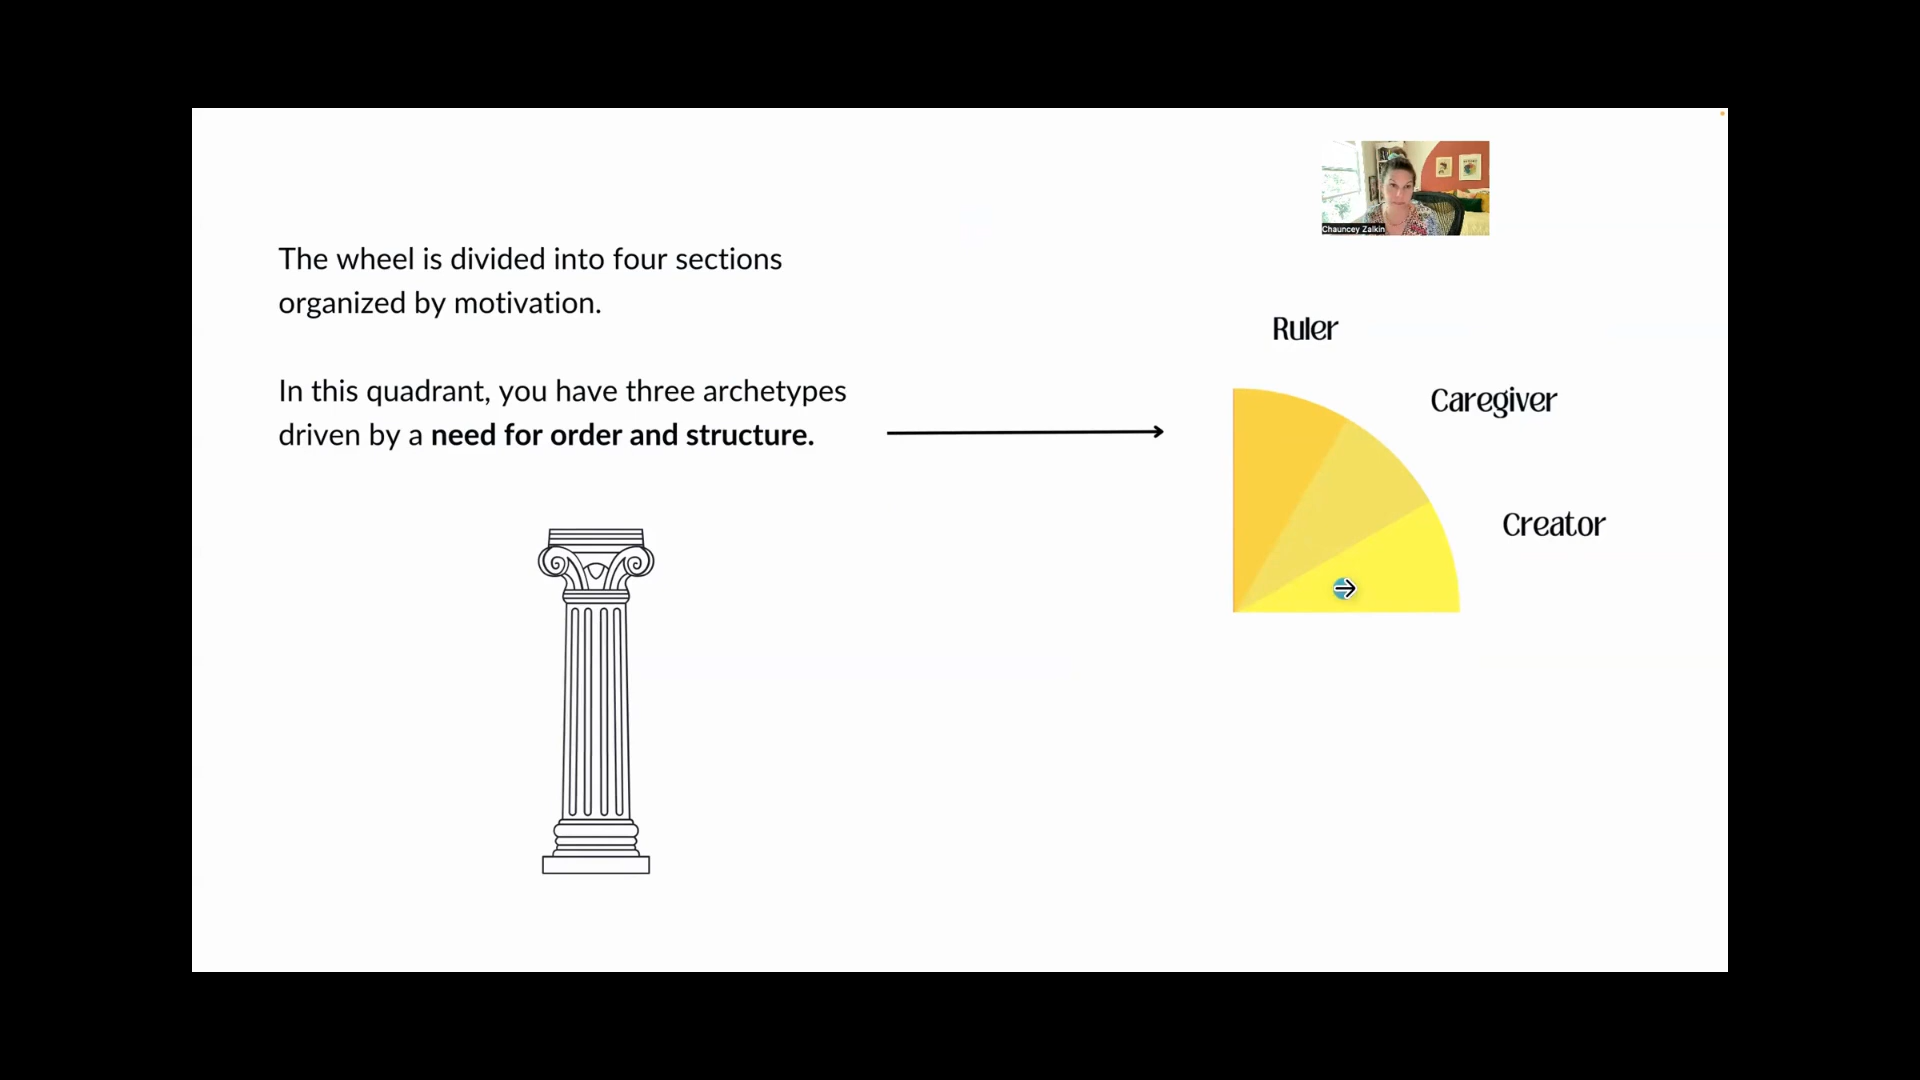 Chauncey Zalkin
The wheel is divided into four sections
organized by motivation.
In this quadrant, you have three archetypes
driven by a need for order and structure.
Ruler
Caregiver
Creator